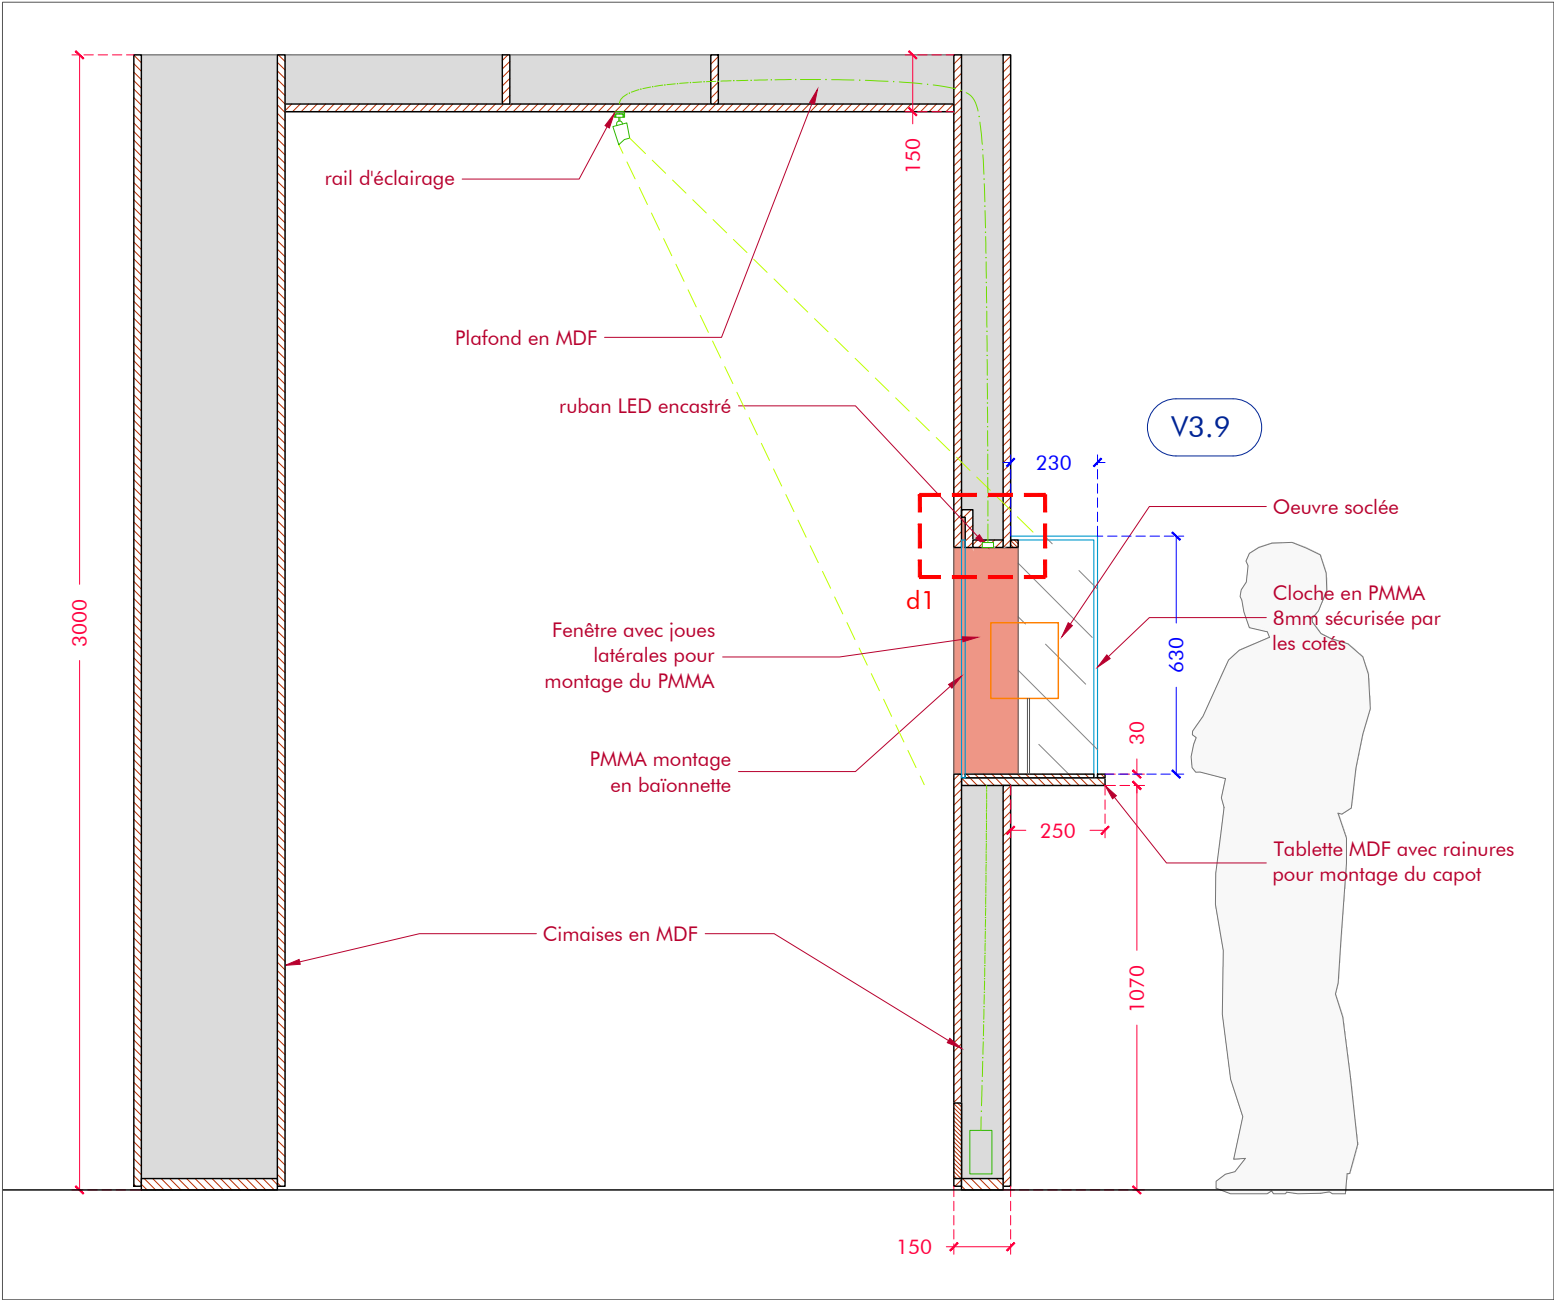 150
rail d'éclairage
Plafond en MDF
ruban LED encastré
V3.9
230
Oeuvre soclée
d1
Cloche en PMMA
8mm sécurisée par
les cotés
3000
Fenêtre avec joues
latérales pour
montage du PMMA
630
30
PMMA montage
en baïonnette
250
Tablette MDF avec rainures
pour montage du capot
Cimaises en MDF
1070
150